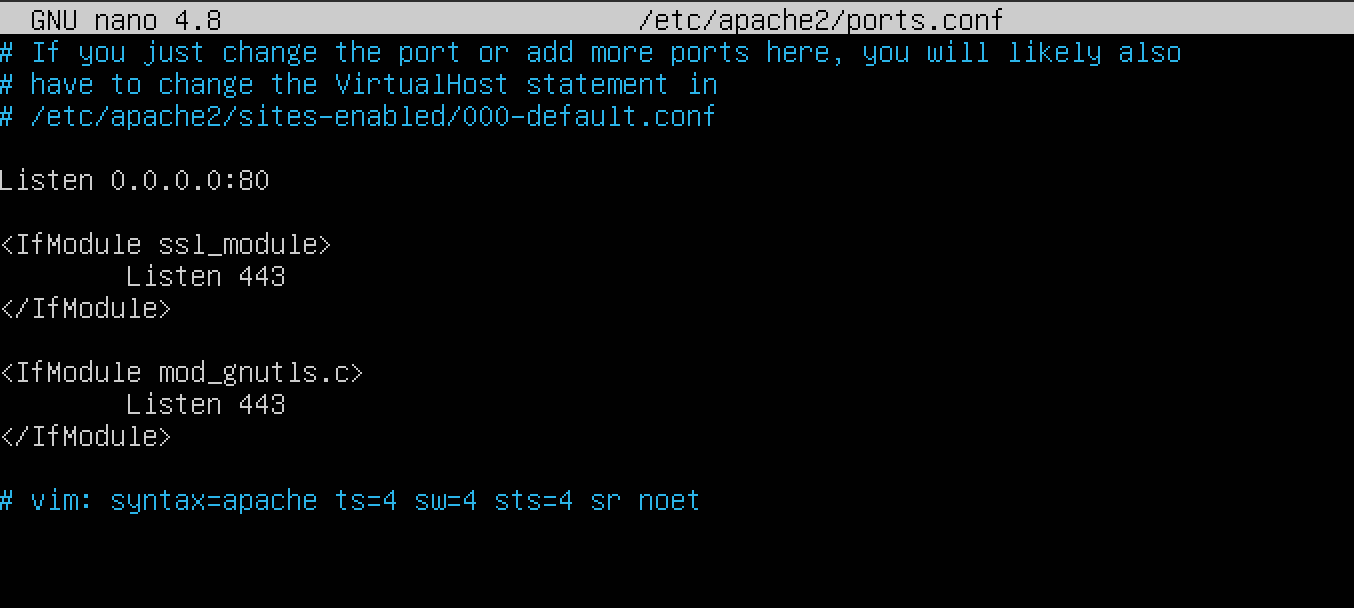 GNU nano 4.8 /etc/apache2/ports.conf
# If you just change the port or add more ports here, you will likely also
# have to change the VirtualHost statement in
# /etc/apache2/sites-enabled/000-default.conf
Listen 0.0.0.0:80
<IfModule ssl_module>
Listen 443
</IfModule>
<IfModule mod_gnutls.c>
Listen 443
</IfModule>
# vim: syntax=apache ts=4 sw=4 sts=4 sr noet